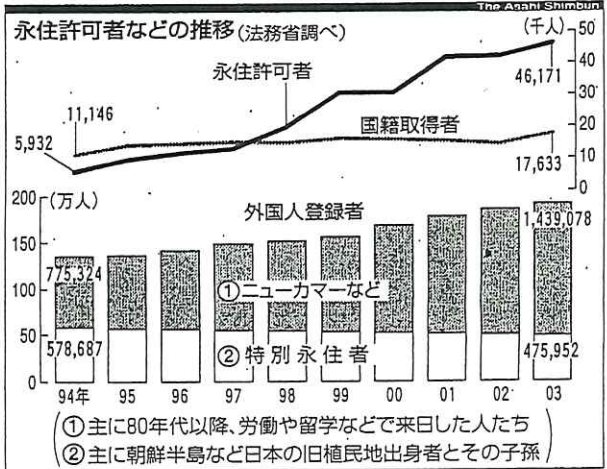 The Asahi Shimbun
永住許可者などの推移(法務省調べ)
(千人)
50
40
30
20
10
0
永住許可者
46,171
11,146
5,932
国籍取得者
17,633
200
150
100
50
0
(万人)
外国人登録者
1,439,078
775,324
①ニューカマーなど
578,687
②特別永住者
475,952
94年 95 96 97 98 99 00 01 02 03
①主に80年代以降、労働や留学などで来日した人たち
②主に朝鮮半島など日本の旧植民地出身者とその子孫